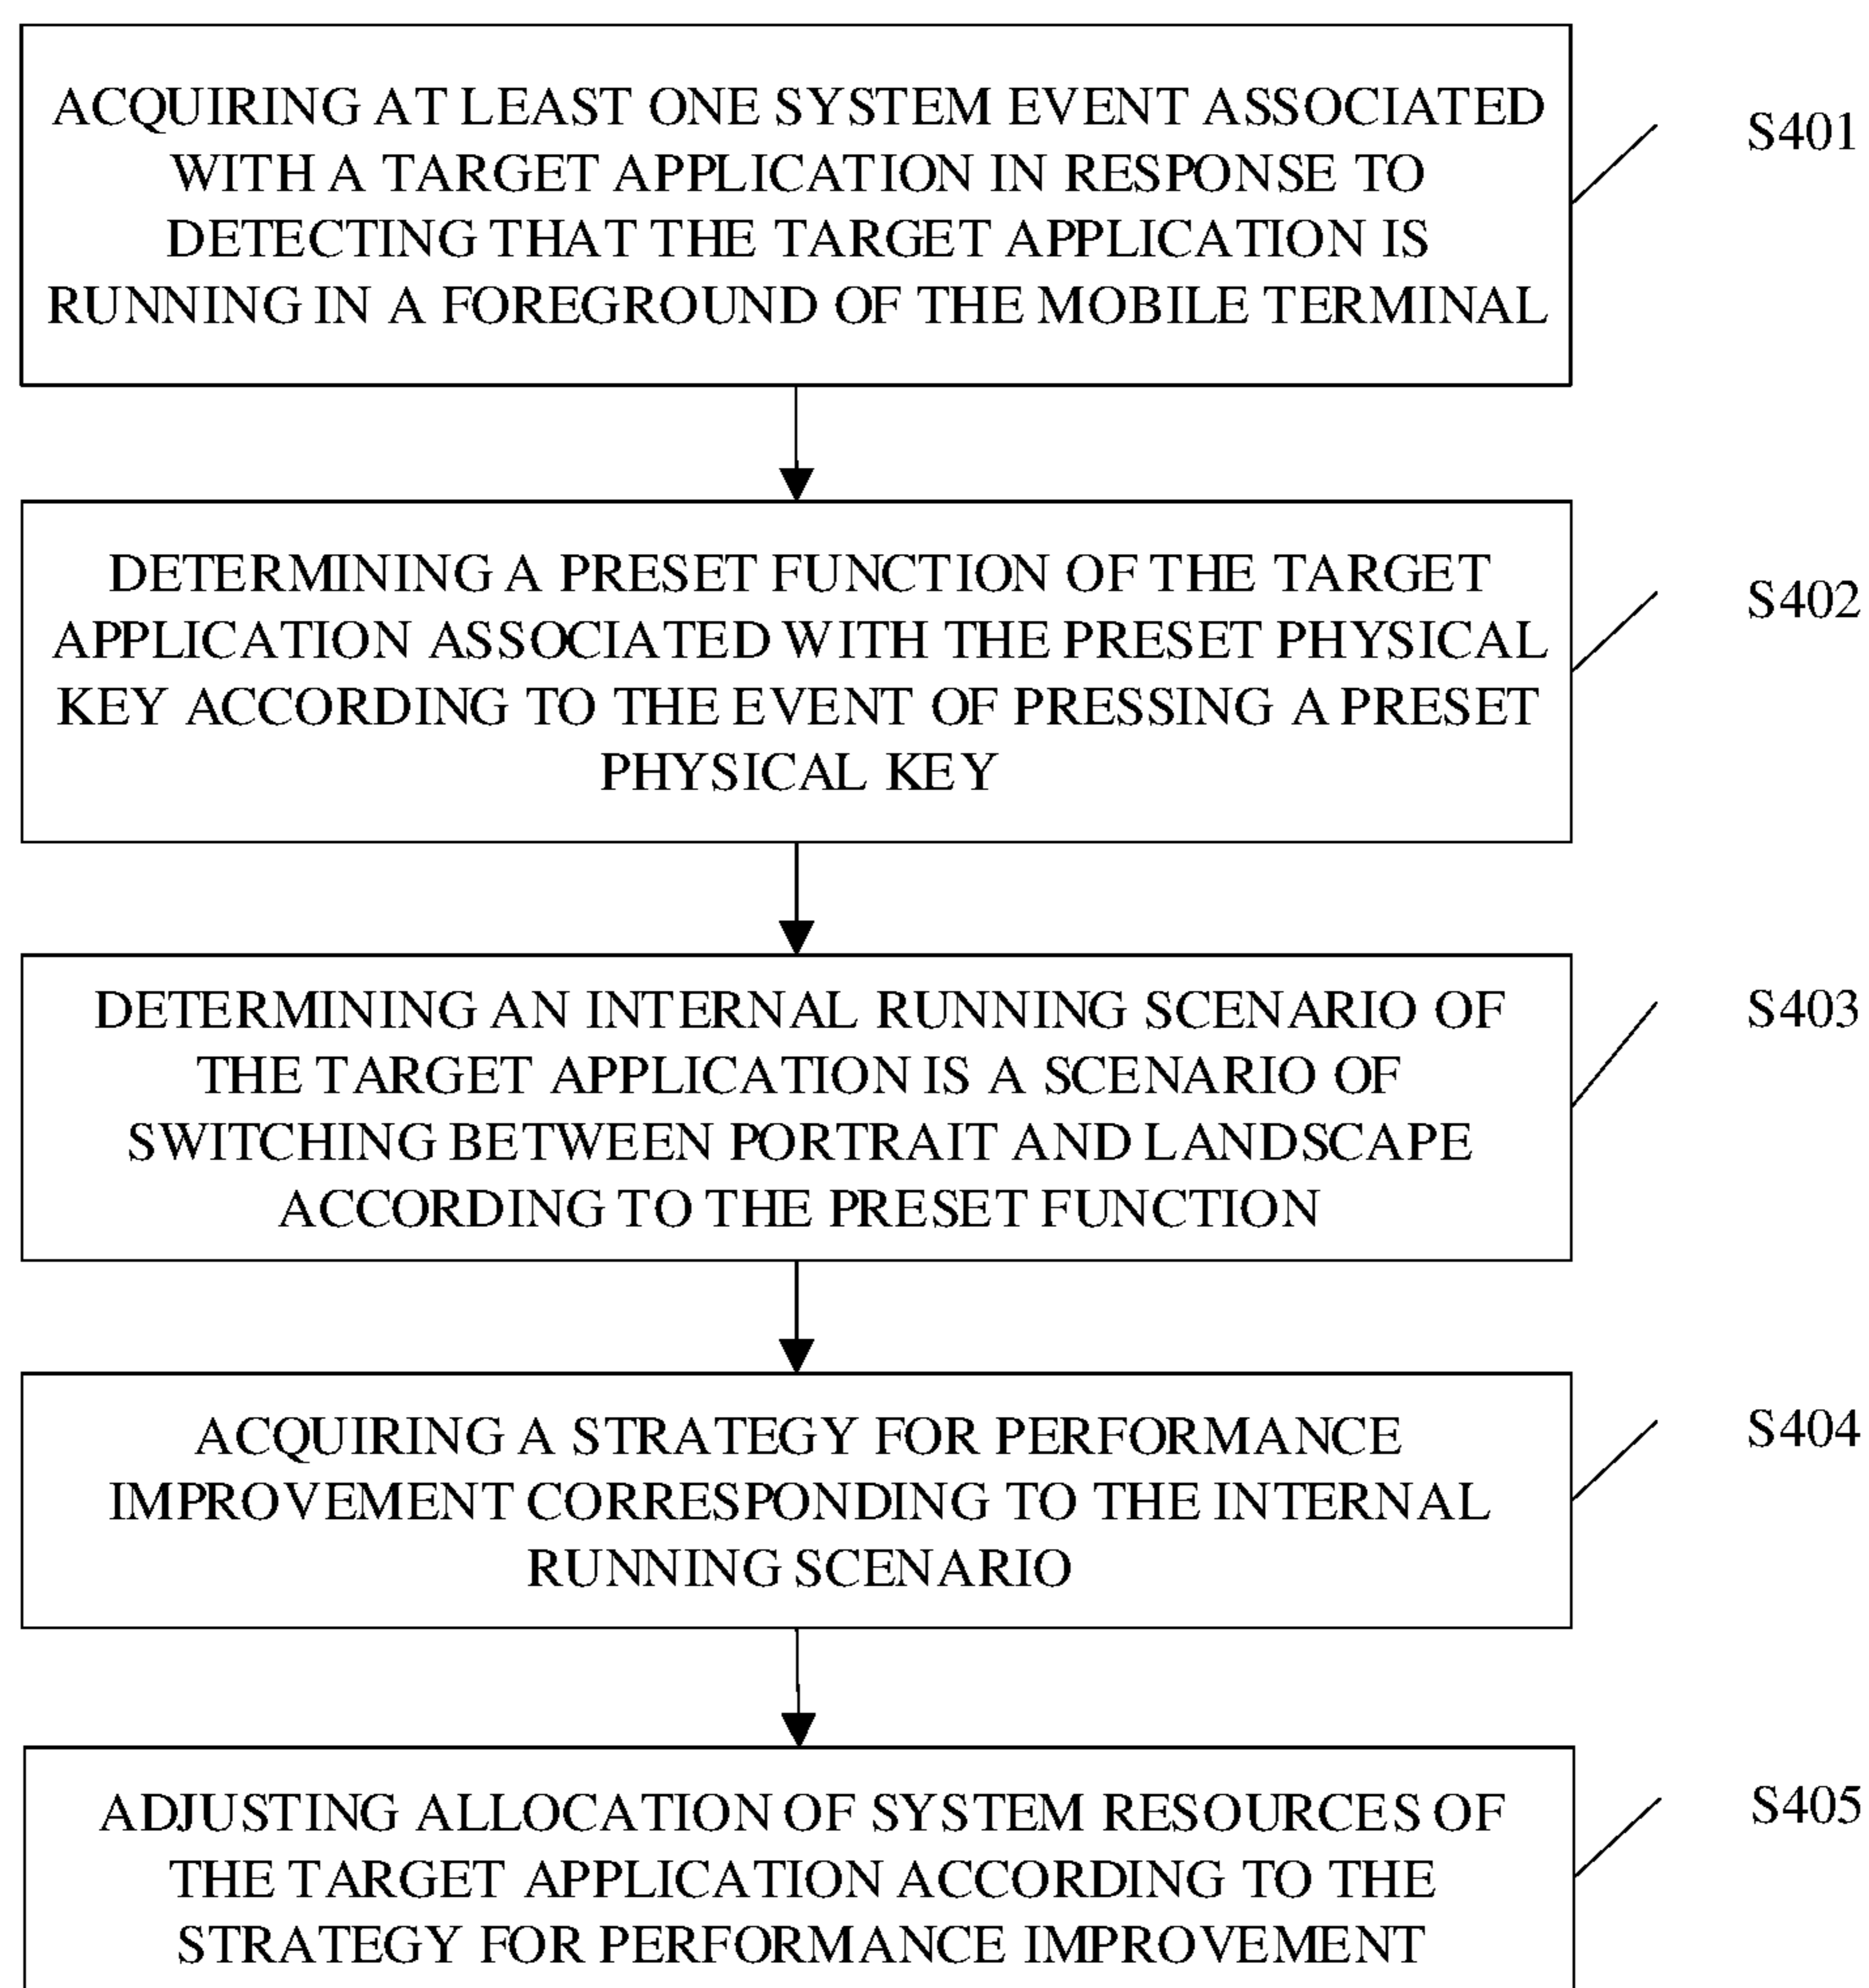 ACQUIRING AT LEAST ONE SYSTEM EVENT ASSOCIATED
WITH A TARGET APPLICATION IN RESPONSE TO
DETECTING THAT THE TARGET APPLICATION IS
RUNNING IN A FOREGROUND OF THE MOBILE TERMINAL
S401
DETERMINING A PRESET FUNCTION OF THE TARGET
APPLICATION ASSOCIATED WITH THE PRESET PHYSICAL
KEY ACCORDING TO THE EVENT OF PRESSING A PRESET
PHYSICAL KEY
S402
DETERMINING AN INTERNAL RUNNING SCENARIO OF
THE TARGET APPLICATION IS A SCENARIO OF
SWITCHING BETWEEN PORTRAIT AND LANDSCAPE
ACCORDING TO THE PRESET FUNCTION
S403
ACQUIRING A STRATEGY FOR PERFORMANCE
IMPROVEMENT CORRESPONDING TO THE INTERNAL
RUNNING SCENARIO
S404
ADJUSTING ALLOCATION OF SYSTEM RESOURCES OF
THE TARGET APPLICATION ACCORDING TO THE
STRATEGY FOR PERFORMANCE IMPROVEMENT
S405